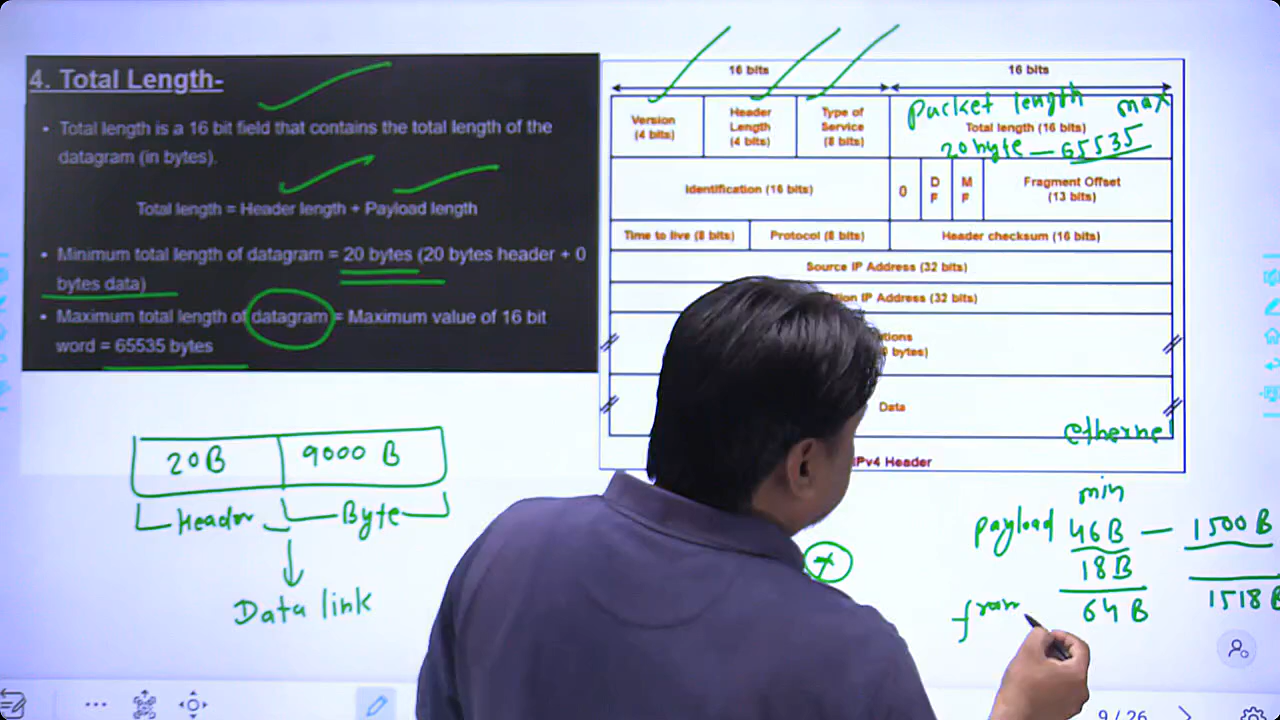 4. Total Length-
• Total length is a 16 bit field that contains the total length of the
datagram (in bytes).
Total length = Header length + Payload length
• Minimum total length of datagram = 20 bytes (20 bytes header + 0
bytes data)
• Maximum total length of datagram = Maximum value of 16 bit
word = 65535 bytes
20B 9000 B
Header Byte
Data link
16 bits 16 bits
Version
(4 bits)
Header
Length
(4 bits)
Type of
Service
(8 bits)
Packet length max
Total length (16 bits)
20 byte — 65535
Identification (16 bits)
0
D
F
M
F
Fragment Offset
(13 bits)
Time to live (8 bits) Protocol (8 bits) Header checksum (16 bits)
Source IP Address (32 bits)
IP Address (32 bits)
bytes)
Data
ethernet
IPv4 Header
min
payload 46B — 1500B
18B
64B 1518B
fram
9 / 26